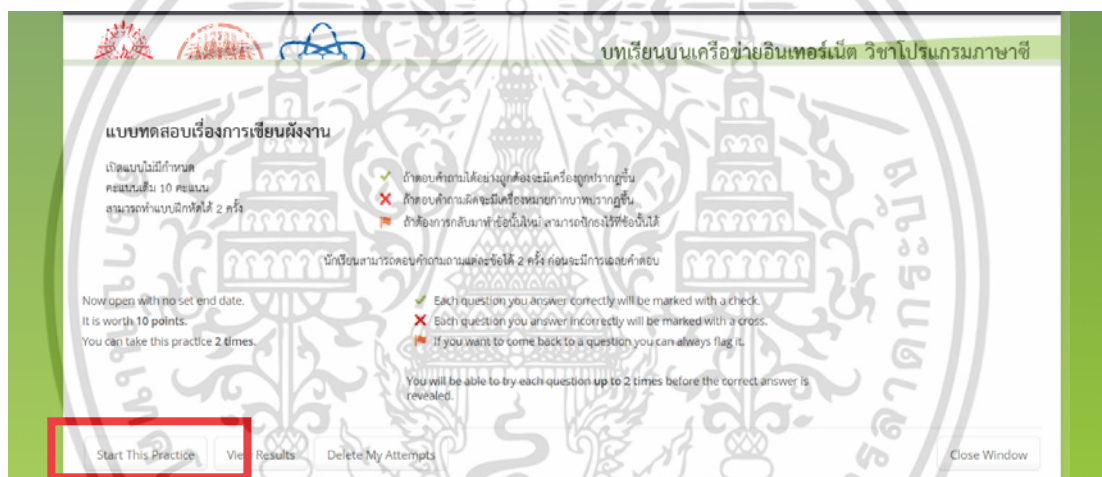 บทเรียนบนเครือข่ายอินเทอร์เน็ต วิชาโปรแกรมภาษาซี
แบบทดสอบเรื่องการเขียนผังงาน
เปิดแบบไม่มีกำหนด
คะแนนเต็ม 10 คะแนน
สามารถทำแบบฝึกหัดได้ 2 ครั้ง
ถ้าตอบคำถามได้อย่างถูกต้องจะมีเครื่องถูกปรากฏขึ้น
ถ้าตอบคำถามผิดจะมีเครื่องหมายกากบาทปรากฏขึ้น
ถ้าต้องการกลับมาทำข้อนั้นใหม่ สามารถปักธงไว้ที่ข้อนั้นได้
นักเรียนสามารถตอบคำถามถามแต่ละข้อได้ 2 ครั้ง ก่อนจะมีการเฉลยคำตอบ
Now open with no set end date.
It is worth 10 points.
You can take this practice 2 times.
Each question you answer correctly will be marked with a check.
Each question you answer incorrectly will be marked with a cross.
If you want to come back to a question you can always flag it.
You will be able to try each question up to 2 times before the correct answer is
revealed.
Start This Practice View Results Delete My Attempts Close Window